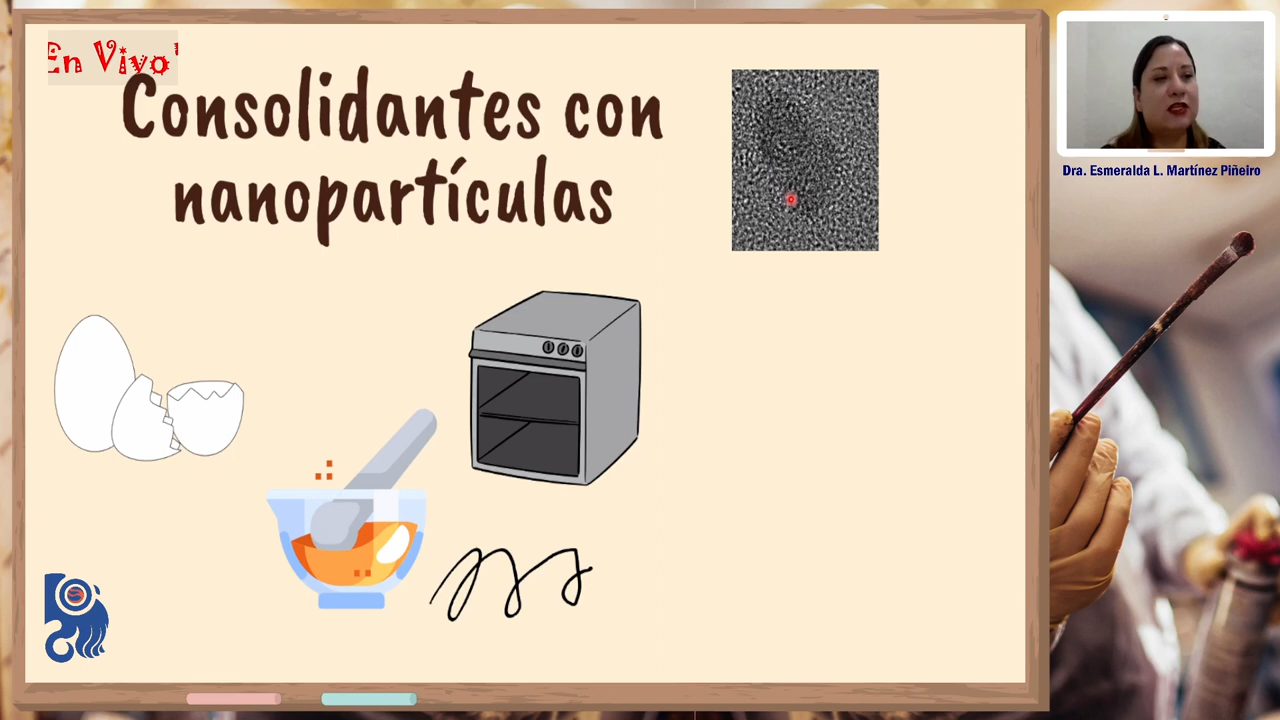 En Vivo
Consolidantes con
nanopartículas
Dra. Esmeralda L. Martínez Piñeiro